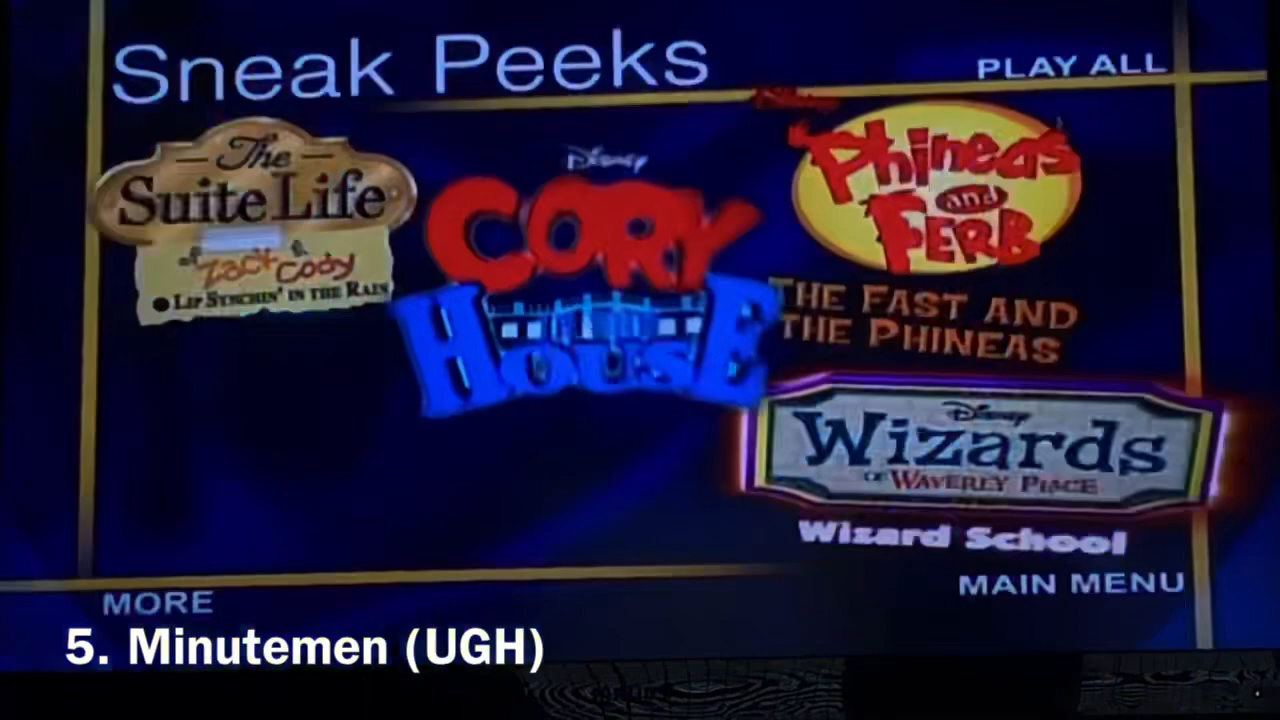 Sneak Peeks
PLAY ALL
The
Suite Life
of Zack & Cody
• LIP SYNCHIN' IN THE RAIN
Disney
CORY
HOUSE
Phineas
and
FERB
THE FAST AND
THE PHINEAS
Disney
Wizards
OF WAVERLY PLACE
Wizard School
MORE
MAIN MENU
5. Minutemen (UGH)